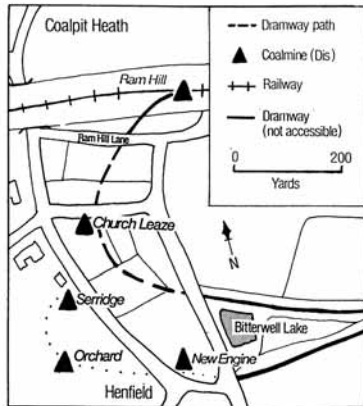 Coalpit Heath
Dramway path
Coalmine (Dis)
Railway
Dramway
(not accessible)
0 200
Yards
Ram Hill
Ram Hill Lane
Church Leaze
N
Serridge
Bitterwell Lake
Orchard
New Engine
Henfield